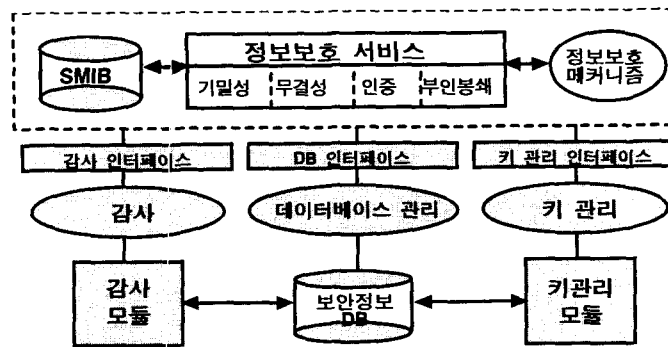 정보보호 서비스
SMIB
기밀성 무결성 인증 부인봉쇄
정보보호
메커니즘
감사 인터페이스
DB 인터페이스
키 관리 인터페이스
감사
데이터베이스 관리
키 관리
감사
모듈
보안정보
DB
키관리
모듈